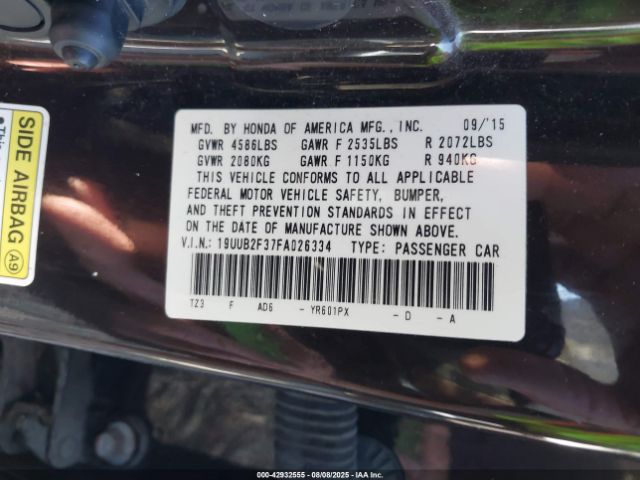 MFD. BY HONDA OF AMERICA MFG.,INC. 09/'15
GVWR 4586LBS GAWR F 2535LBS R 2072LBS
GVWR 2080KG GAWR F 1150KG R 940KG
THIS VEHICLE CONFORMS TO ALL APPLICABLE
FEDERAL MOTOR VEHICLE SAFETY, BUMPER,
AND THEFT PREVENTION STANDARDS IN EFFECT
ON THE DATE OF MANUFACTURE SHOWN ABOVE.
V.I.N.: 19UUB2F37FA026334 TYPE: PASSENGER CAR
TZ3 F AD6 - YR601PX - D - A
SIDE AIRBAG
A9
000-42932555 - 08/08/2025 - IAAI, INC.